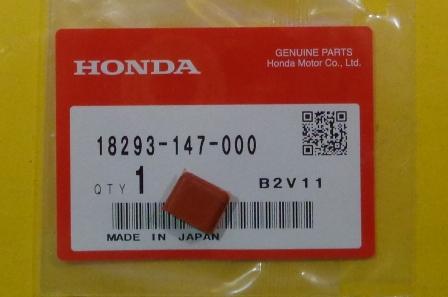 GENUINE PARTS
HONDA
Honda Motor Co., Ltd.
18293-147-000
QTY 1
B2V11
MADE IN JAPAN